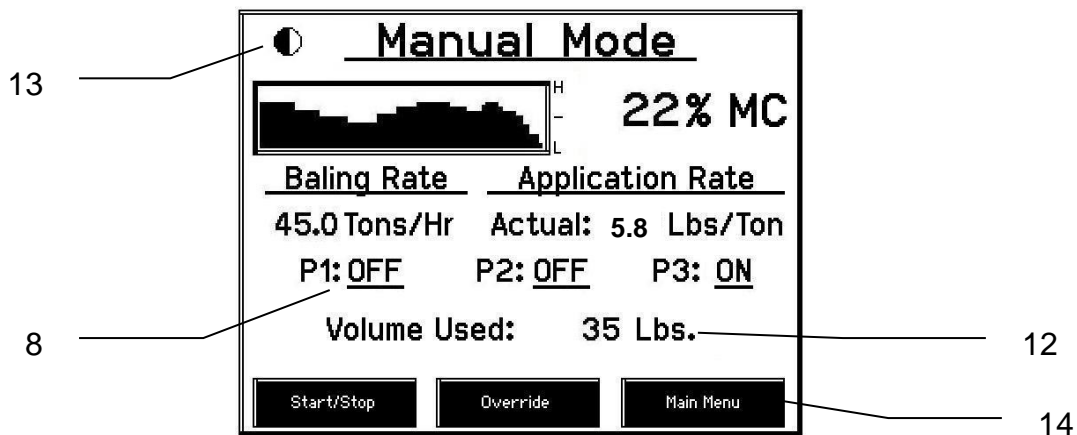 Manual Mode
13
H
-
L
22% MC
Baling Rate Application Rate
45.0 Tons/Hr Actual: 5.8 Lbs/Ton
P1: OFF P2: OFF P3: ON
8
Volume Used: 35 Lbs.
12
Start/Stop Override Main Menu
14